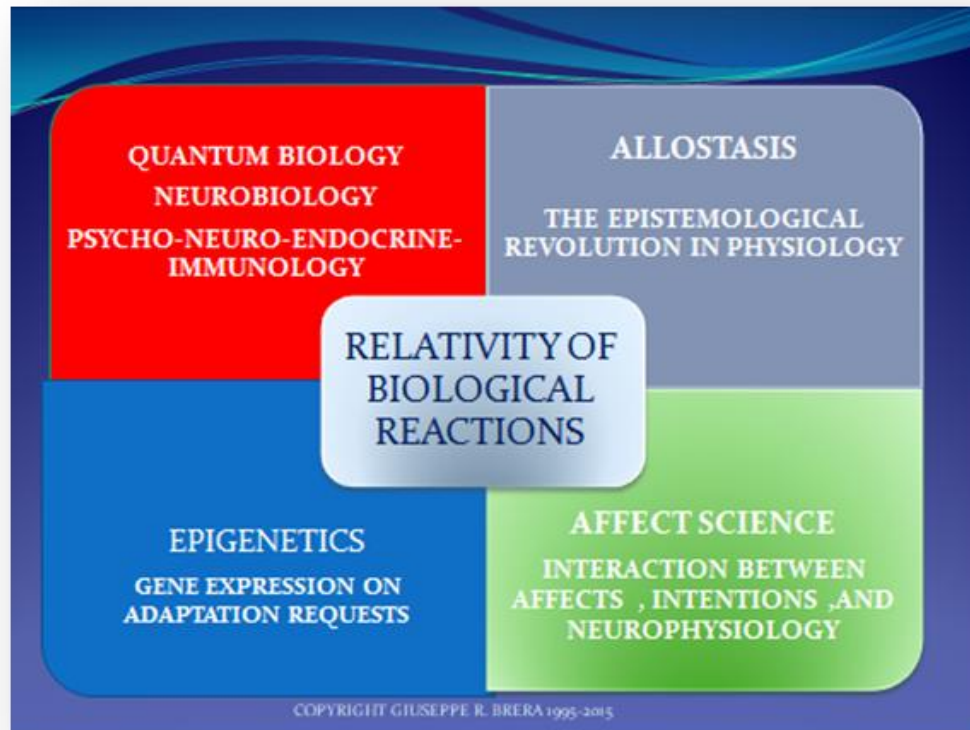 QUANTUM BIOLOGY
NEUROBIOLOGY
PSYCHO-NEURO-ENDOCRINE-
IMMUNOLOGY
ALLOSTASIS
THE EPISTEMOLOGICAL
REVOLUTION IN PHYSIOLOGY
RELATIVITY OF
BIOLOGICAL
REACTIONS
EPIGENETICS
GENE EXPRESSION ON
ADAPTATION REQUESTS
AFFECT SCIENCE
INTERACTION BETWEEN
AFFECTS , INTENTIONS ,AND
NEUROPHYSIOLOGY
COPYRIGHT GIUSEPPE R. BRERA 1995-2015